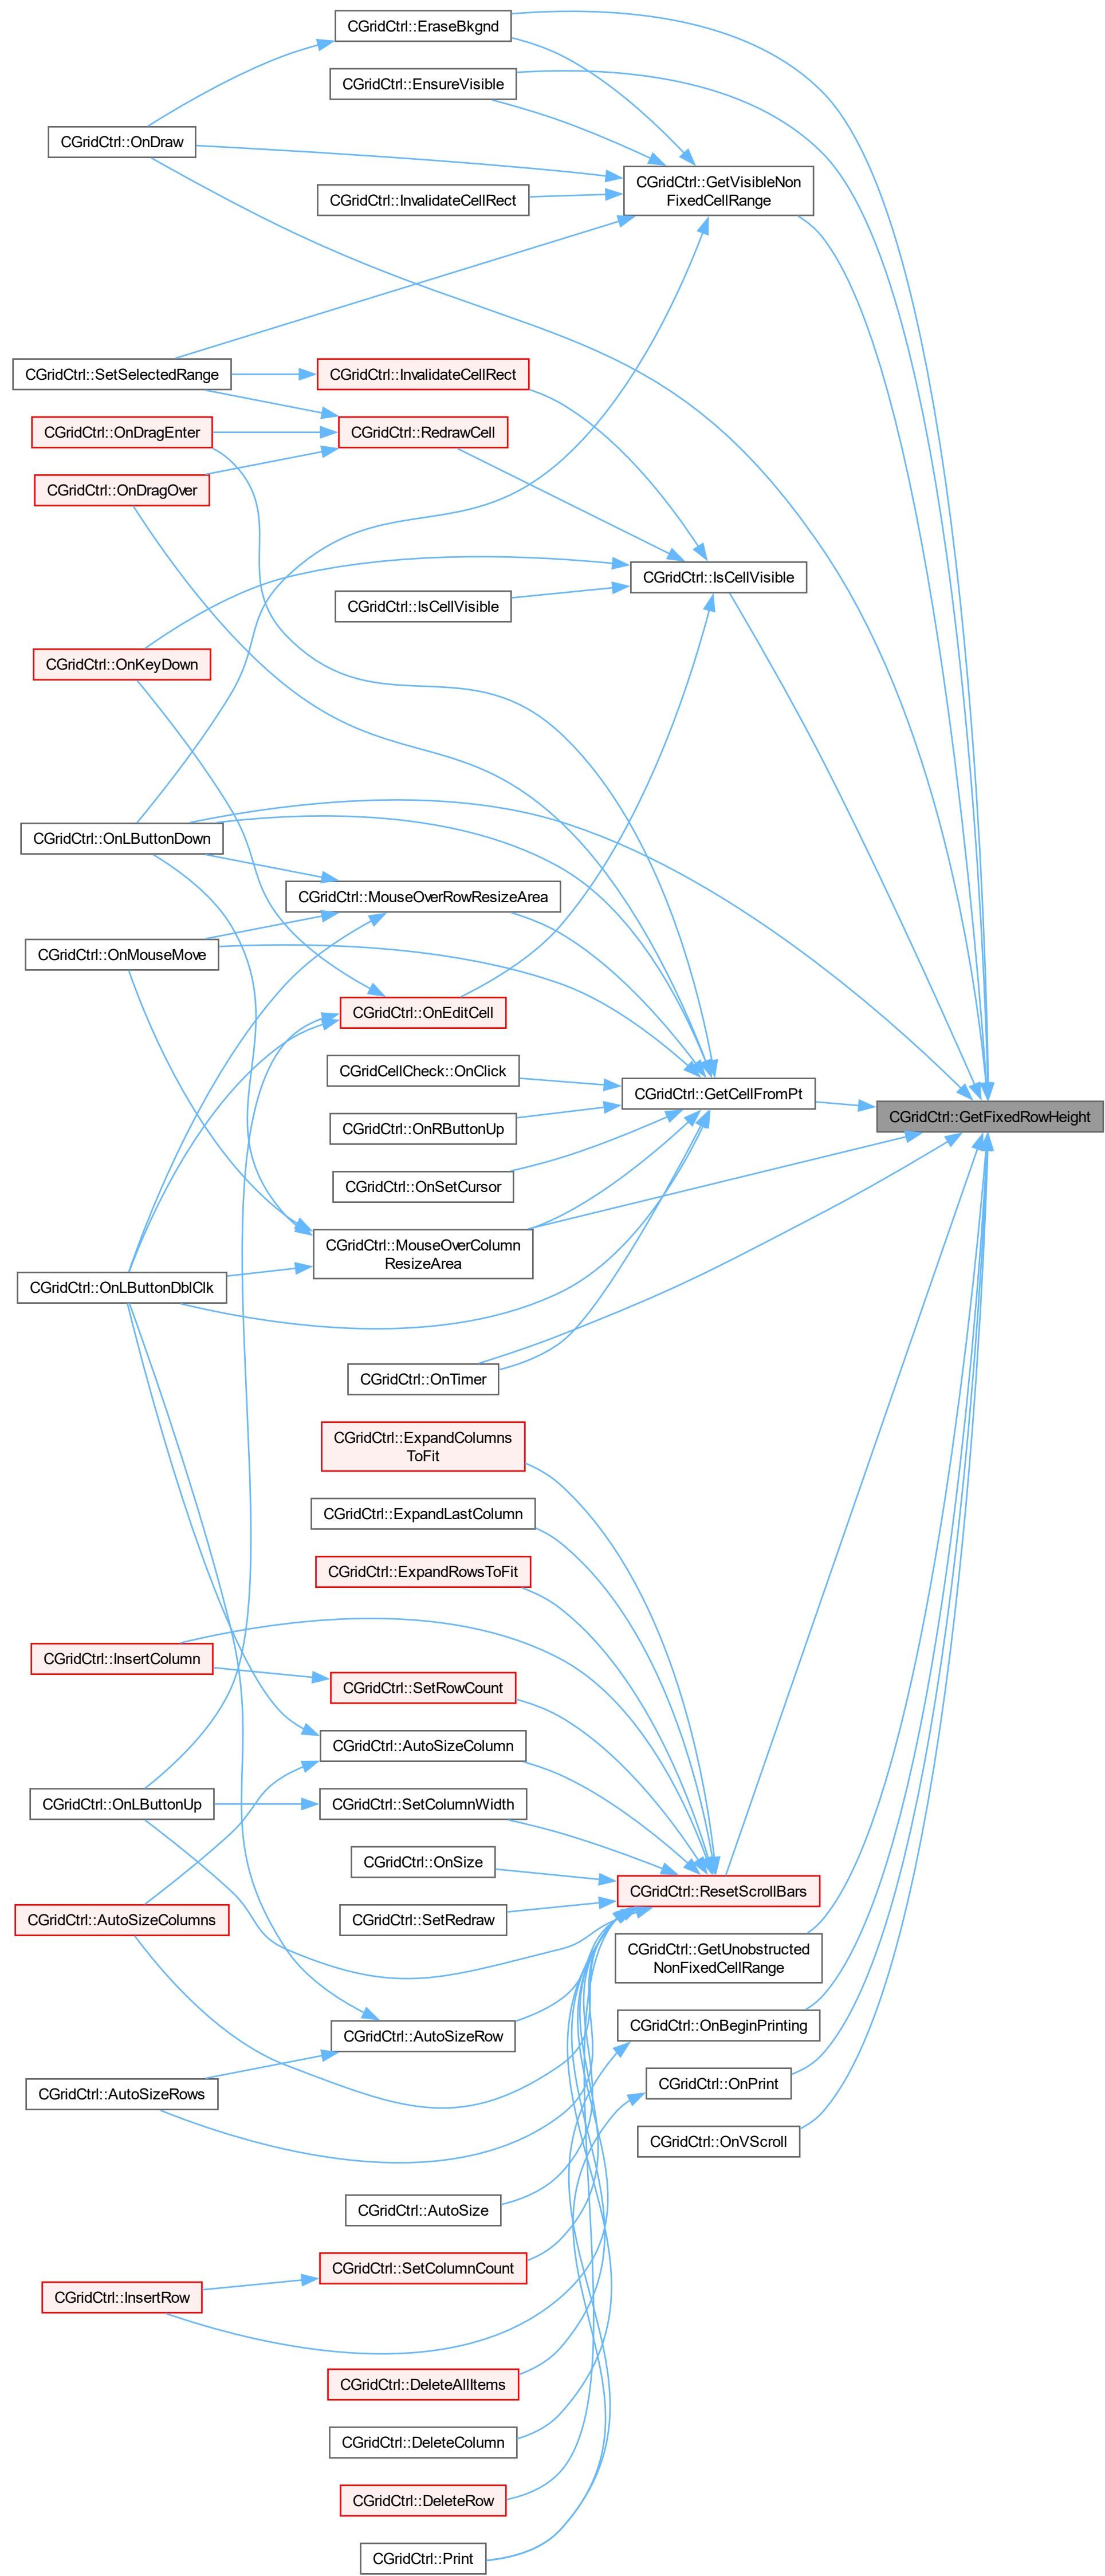 CGridCtrl::EraseBkgnd
CGridCtrl::EnsureVisible
CGridCtrl::OnDraw
CGridCtrl::GetVisibleNon
FixedCellRange
CGridCtrl::InvalidateCellRect
CGridCtrl::SetSelectedRange
CGridCtrl::InvalidateCellRect
CGridCtrl::OnDragEnter
CGridCtrl::RedrawCell
CGridCtrl::OnDragOver
CGridCtrl::IsCellVisible
CGridCtrl::IsCellVisible
CGridCtrl::OnKeyDown
CGridCtrl::OnLButtonDown
CGridCtrl::MouseOverRowResizeArea
CGridCtrl::OnMouseMove
CGridCtrl::OnEditCell
CGridCellCheck::OnClick
CGridCtrl::GetCellFromPt
CGridCtrl::GetFixedRowHeight
CGridCtrl::OnRButtonUp
CGridCtrl::OnSetCursor
CGridCtrl::MouseOverColumn
ResizeArea
CGridCtrl::OnLButtonDblClk
CGridCtrl::OnTimer
CGridCtrl::ExpandColumns
ToFit
CGridCtrl::ExpandLastColumn
CGridCtrl::ExpandRowsToFit
CGridCtrl::InsertColumn
CGridCtrl::SetRowCount
CGridCtrl::AutoSizeColumn
CGridCtrl::OnLButtonUp
CGridCtrl::SetColumnWidth
CGridCtrl::OnSize
CGridCtrl::ResetScrollBars
CGridCtrl::AutoSizeColumns
CGridCtrl::SetRedraw
CGridCtrl::GetUnobstructed
NonFixedCellRange
CGridCtrl::OnBeginPrinting
CGridCtrl::AutoSizeRow
CGridCtrl::OnPrint
CGridCtrl::AutoSizeRows
CGridCtrl::OnVScroll
CGridCtrl::AutoSize
CGridCtrl::SetColumnCount
CGridCtrl::InsertRow
CGridCtrl::DeleteAllItems
CGridCtrl::DeleteColumn
CGridCtrl::DeleteRow
CGridCtrl::Print